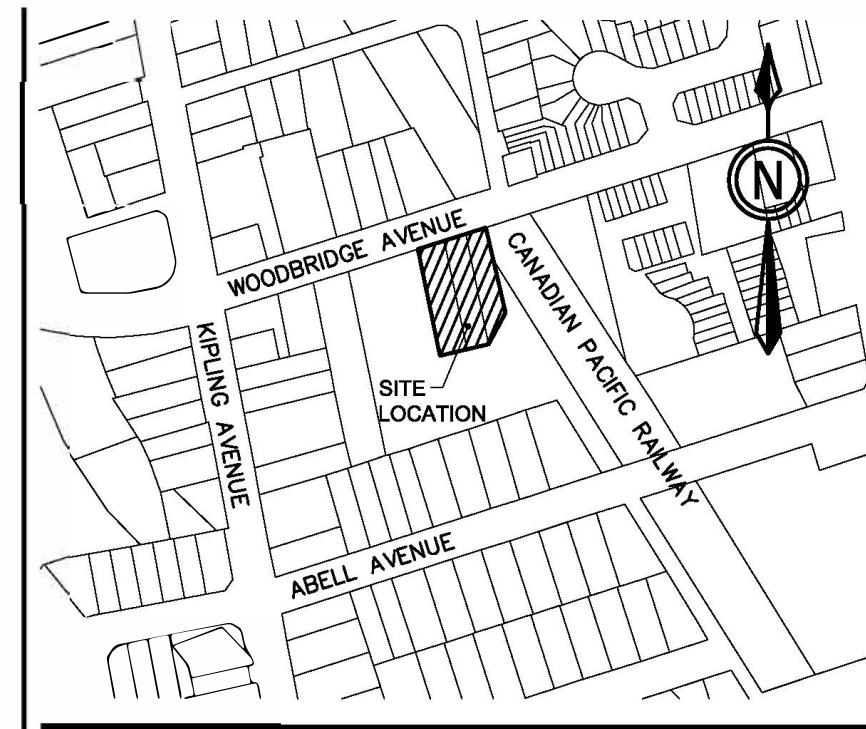 N
WOODBRIDGE AVENUE
CANADIAN PACIFIC RAILWAY
KIPLING AVENUE
SITE
LOCATION
ABELL AVENUE